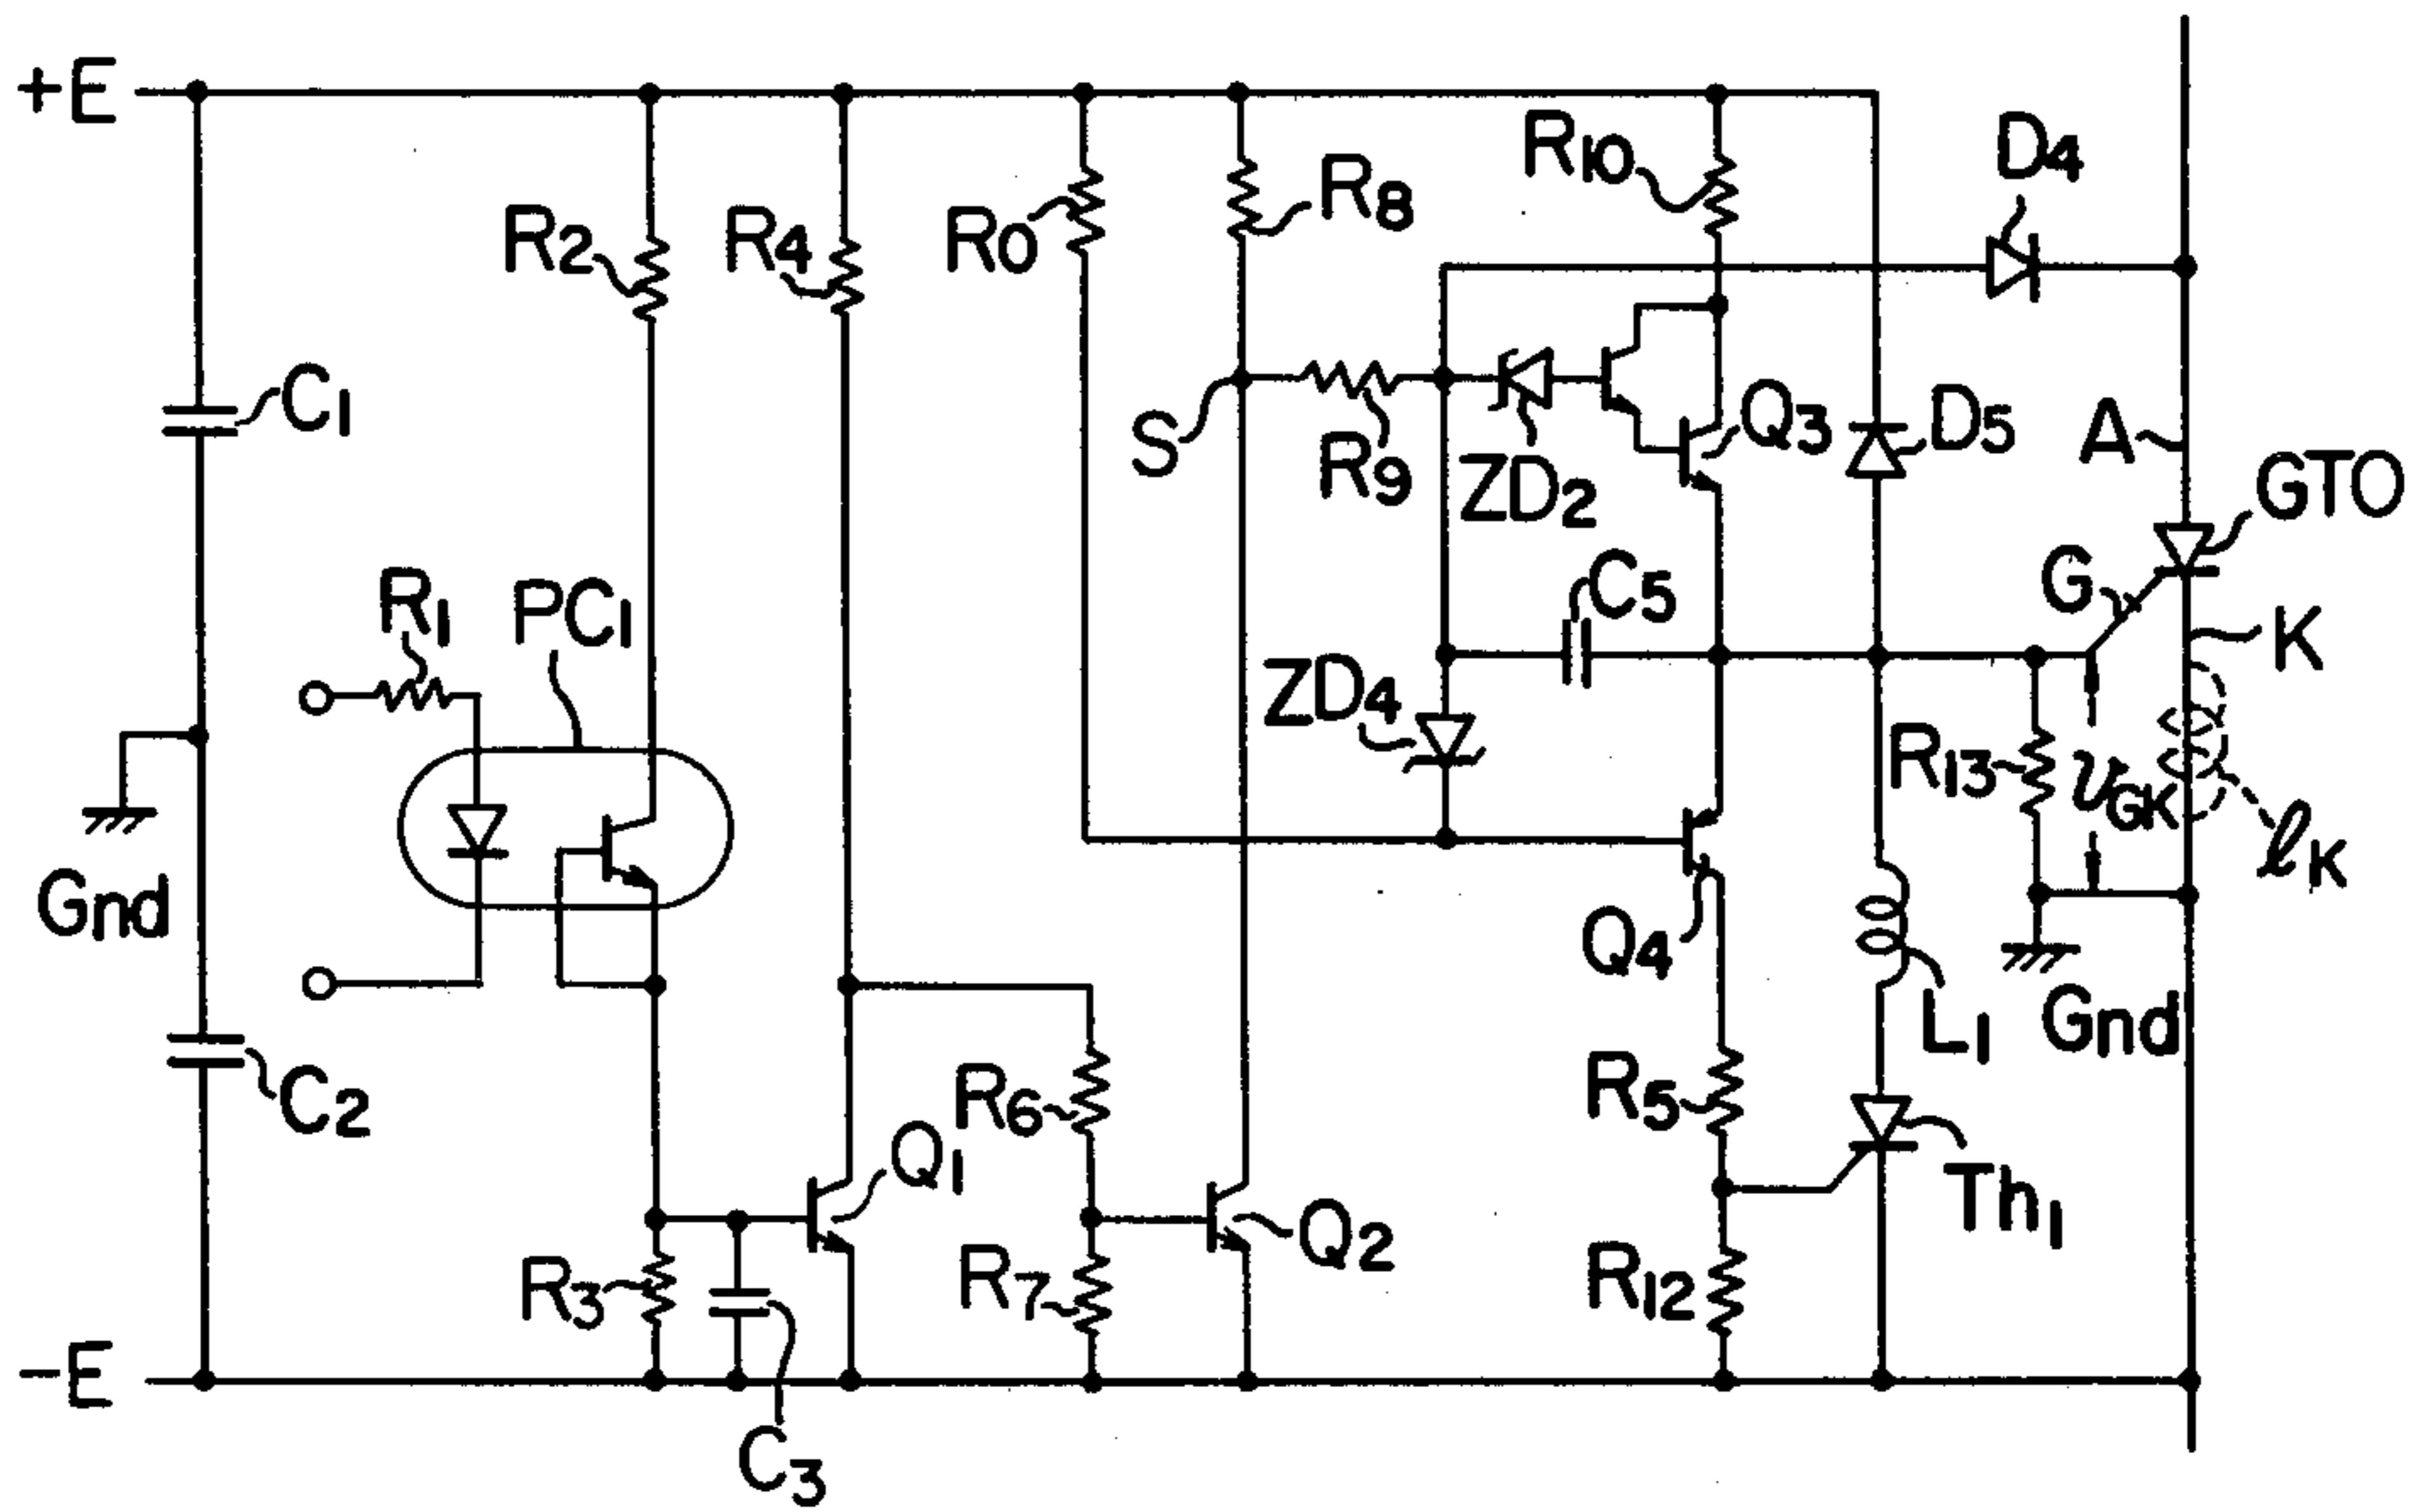 +E
R10
D4
R8
R2
R4
R0
C1
Q3
D5
A
S
R9
ZD2
GTO
G
C5
R1
PC1
K
ZD4
R13
vGK
lK
Gnd
Q4
L1
Gnd
C2
R6
R5
Q1
Th1
Q2
R3
R7
R12
-E
C3